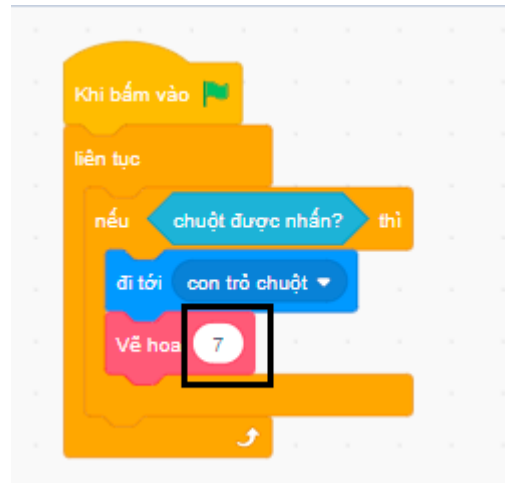 Khi bấm vào
liên tục
nếu chuột được nhấn? thì
đi tới con trỏ chuột
Vẽ hoa 7